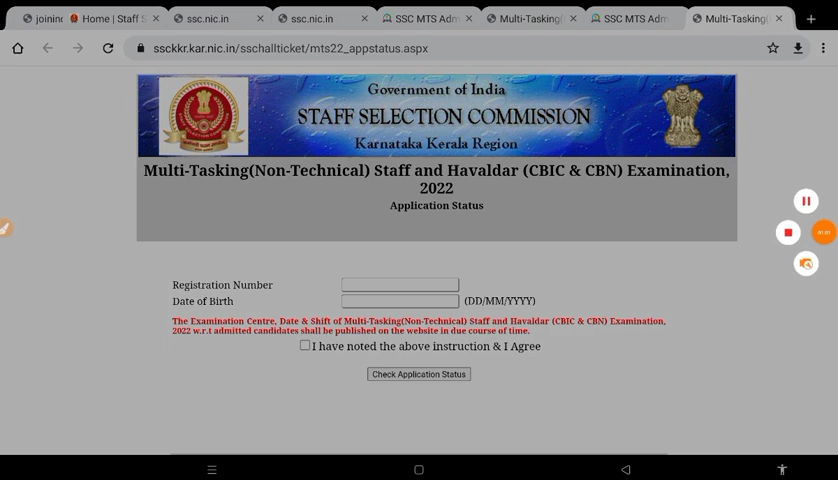 joinin
Home | Staff S
ssc.nic.in
ssc.nic.in
SSC MTS Adm
Multi-Tasking(
SSC MTS Adm
Multi-Tasking(
ssckkr.kar.nic.in/sschallticket/mts22_appstatus.aspx
Government of India
STAFF SELECTION COMMISSION
Karnataka Kerala Region
Multi-Tasking(Non-Technical) Staff and Havaldar (CBIC & CBN) Examination,
2022
Application Status
Registration Number
Date of Birth (DD/MM/YYYY)
The Examination Centre, Date & Shift of Multi-Tasking(Non-Technical) Staff and Havaldar (CBIC & CBN) Examination,
2022 w.r.t admitted candidates shall be published on the website in due course of time.
I have noted the above instruction & I Agree
Check Application Status